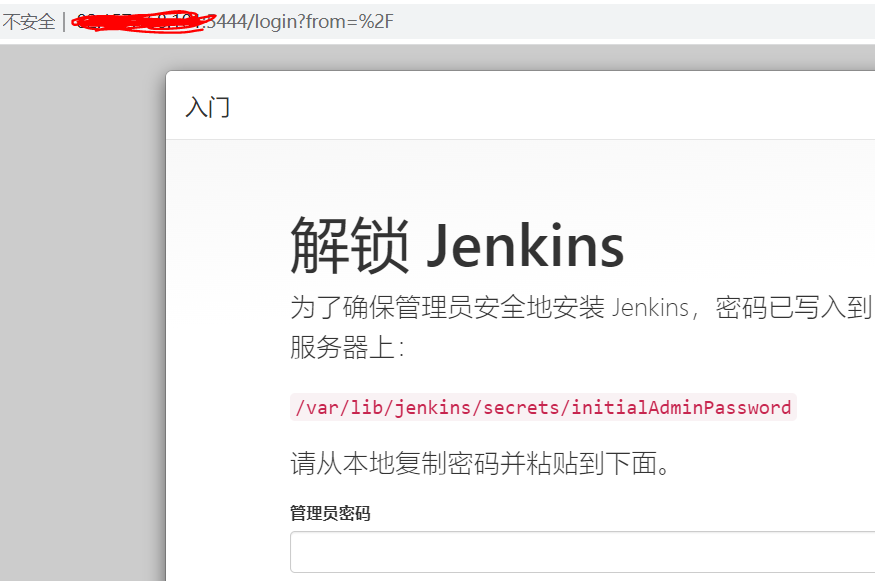 不安全 | 5444/login?from=%2F
入门
解锁 Jenkins
为了确保管理员安全地安装 Jenkins，密码已写入到
服务器上：
/var/lib/jenkins/secrets/initialAdminPassword
请从本地复制密码并粘贴到下面。
管理员密码